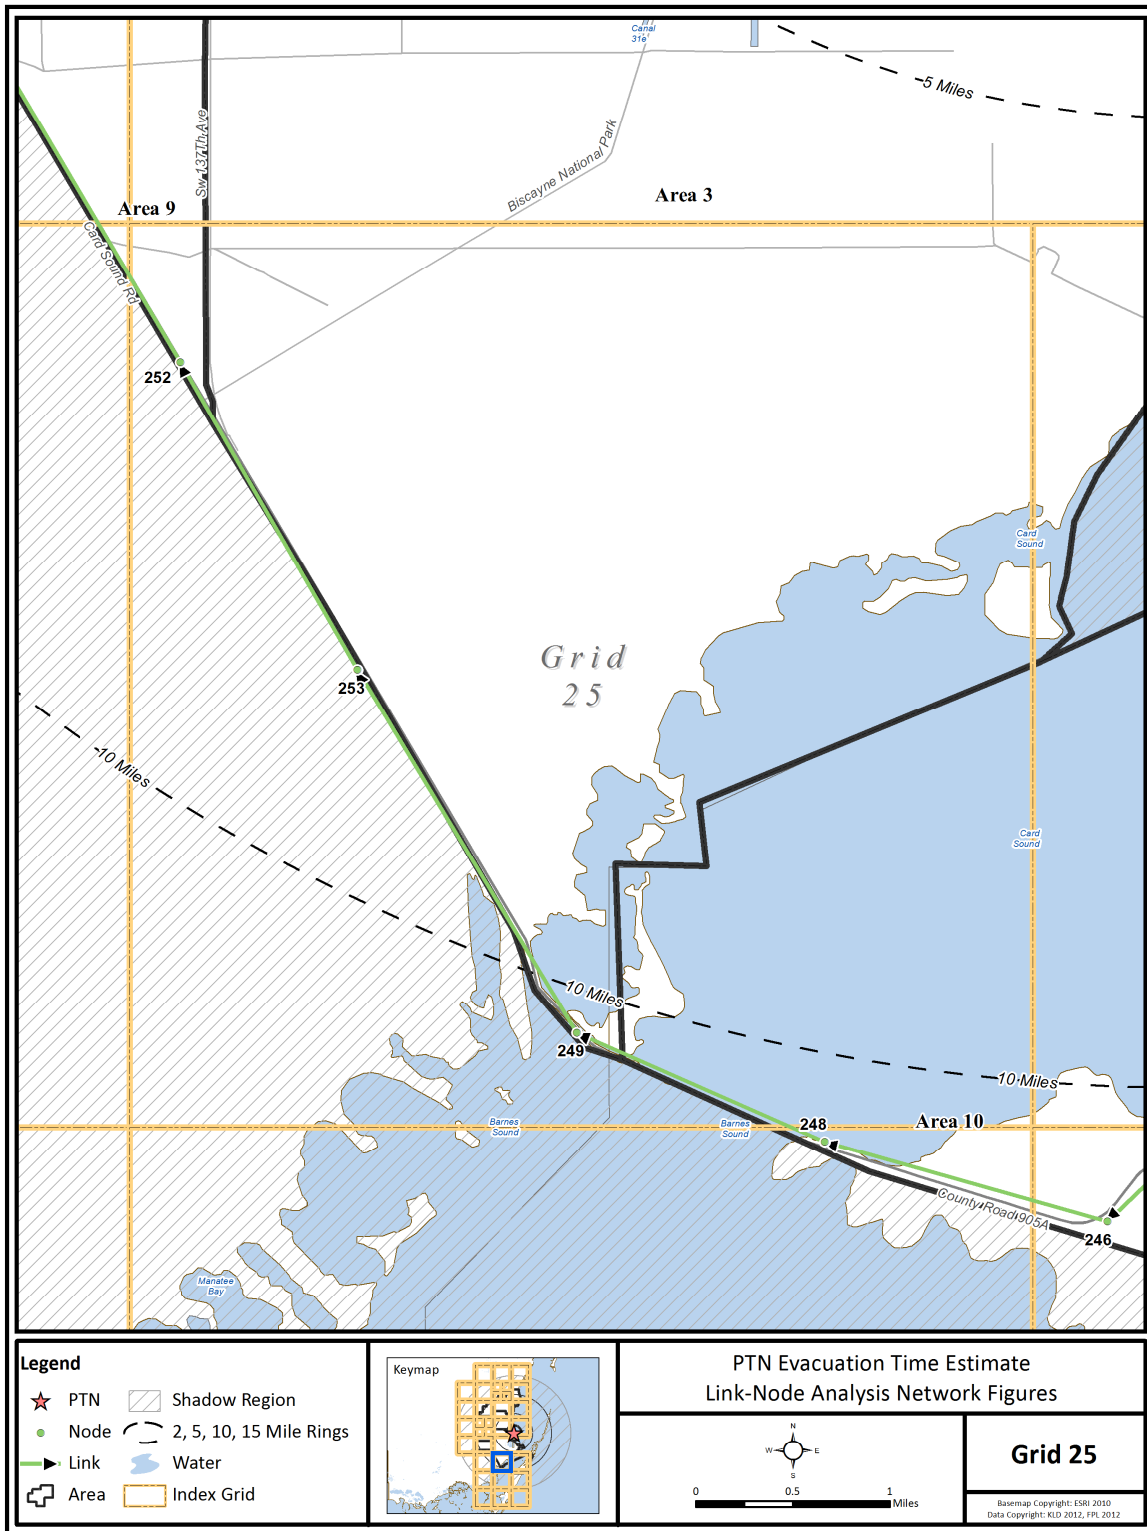 Canal
31e
5 Miles
Sw 137Th Ave
Biscayne National Park
Area 9
Area 3
Card Sound Rd
252
Card
Sound
Grid
25
253
10 Miles
Card
Sound
10 Miles
249
10 Miles
Barnes
Sound
Barnes
Sound
248
Area 10
County Road 905A
246
Manatee
Bay
Legend
PTN
Shadow Region
Node
2, 5, 10, 15 Mile Rings
Link
Water
Area
Index Grid
Keymap
PTN Evacuation Time Estimate
Link-Node Analysis Network Figures
N
W
E
S
0
0.5
1
Miles
Grid 25
Basemap Copyright: ESRI 2010
Data Copyright: KLD 2012, FPL 2012